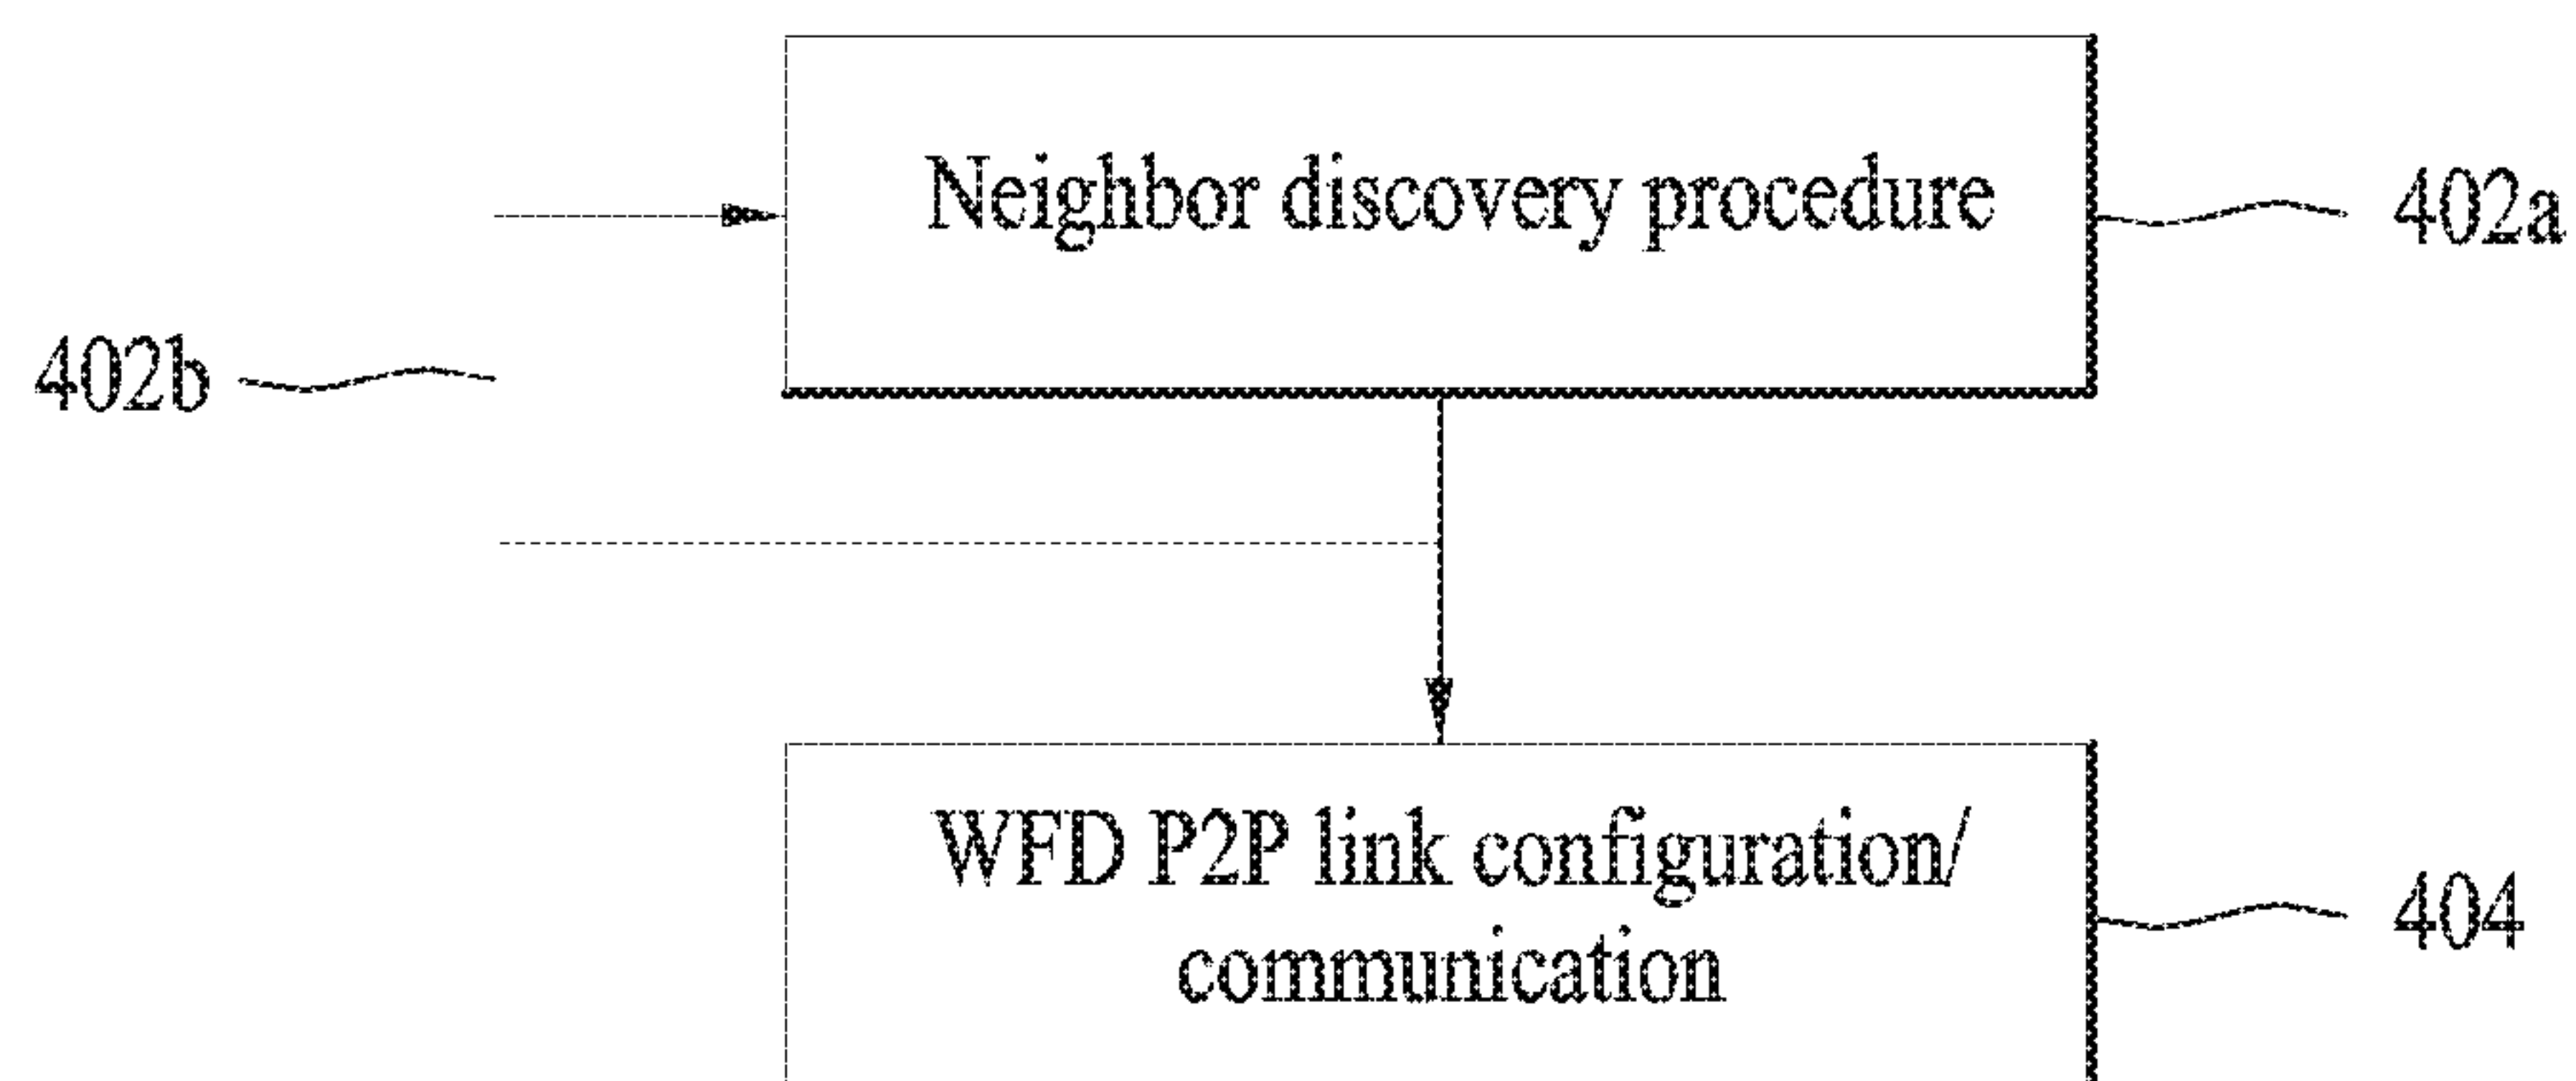 Neighbor discovery procedure
402a
402b
WFD P2P link configuration/
communication
404